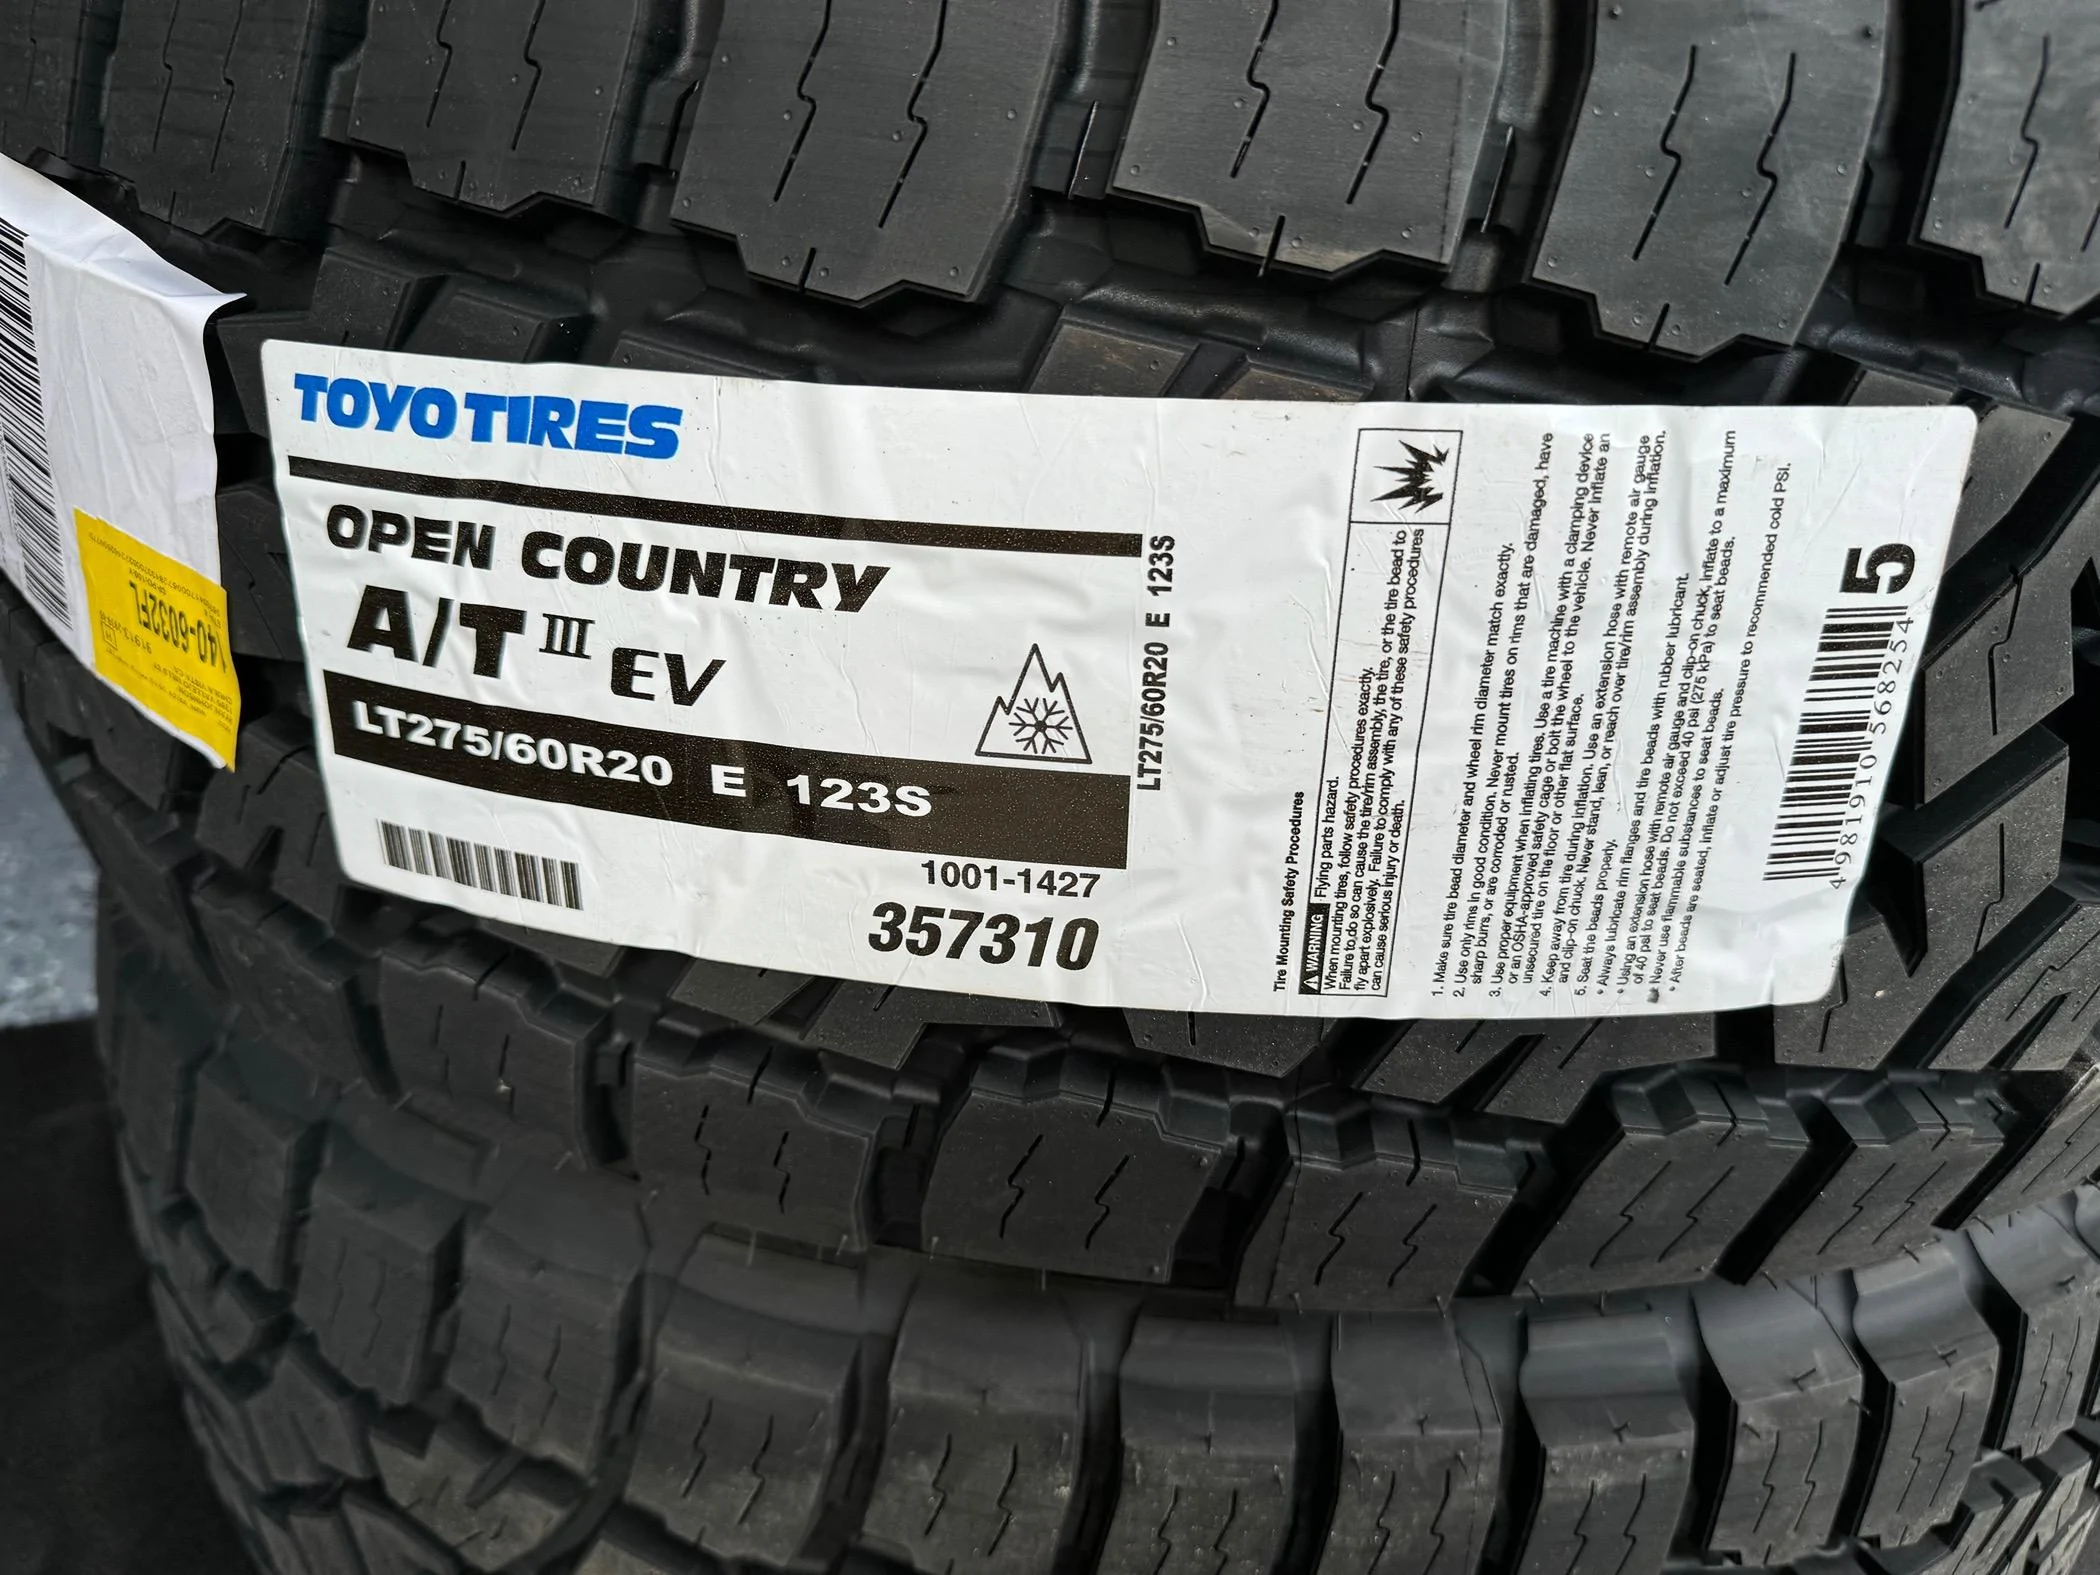 TOYO TIRES
OPEN COUNTRY
A/T III EV
LT275/60R20 E 123S
1001-1427
357310
LT275/60R20 E 123S
Tire Mounting Safety Procedures
WARNING Flying parts hazard.
When mounting tires, follow safety procedures exactly.
Failure to do so can cause the tire/rim assembly, the tire, or the tire bead to
fly apart explosively. Failure to comply with any of these safety procedures
can cause serious injury or death.
1. Make sure tire bead diameter and wheel rim diameter match exactly.
2. Use only rims in good condition. Never mount tires on rims that are damaged, have
sharp burrs, or are corroded or rusted.
3. Use proper equipment when inflating tires. Use a tire machine with a clamping device
or an OSHA-approved safety cage or bolt the wheel to the vehicle. Never inflate an
unsecured tire on the floor or other flat surface.
4. Keep away from tire during inflation. Use an extension hose with remote air gauge
and clip-on chuck. Never stand, lean, or reach over tire/rim assembly during inflation.
5. Seat the beads properly.
• Always lubricate rim flanges and tire beads with rubber lubricant.
• Using an extension hose with remote air gauge and clip-on chuck, inflate to a maximum
of 40 psi to seat beads. Do not exceed 40 psi (275 kPa) to seat beads.
• Never use flammable substances to seat beads.
• After beads are seated, inflate or adjust tire pressure to recommended cold PSI.
4981910568254
5
140-6032FL